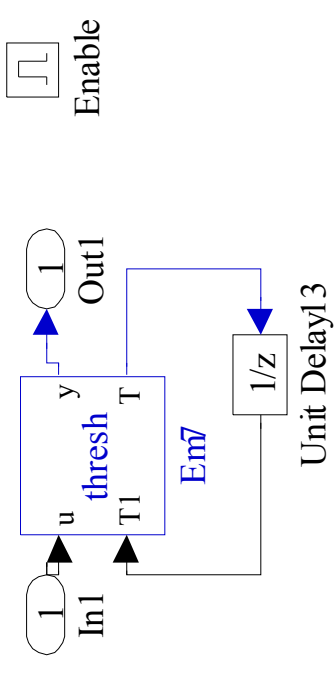 1
In1
u
T1
thresh
y
T
Em7
1
Out1
1/z
Unit Delay13
Enable